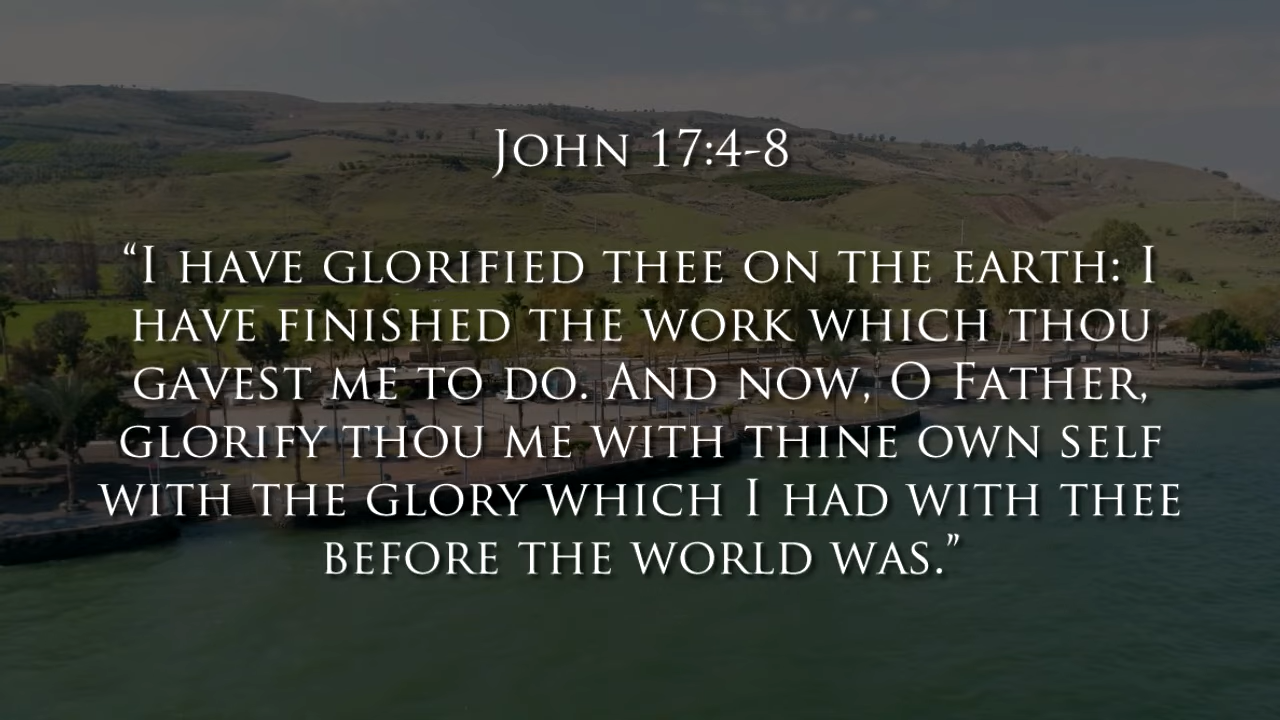 John 17:4-8
“I have glorified thee on the earth: I
have finished the work which thou
gavest me to do. And now, O Father,
glorify thou me with thine own self
with the glory which I had with thee
before the world was.”